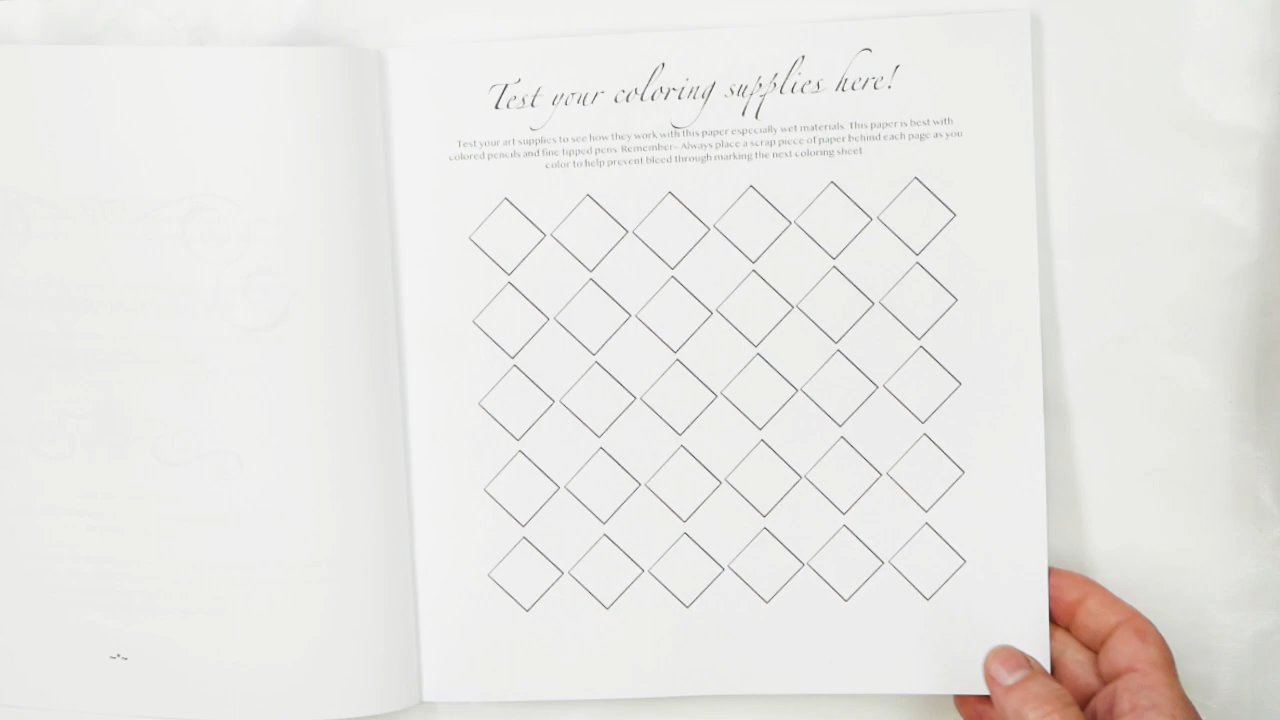 Test your coloring supplies here!
Test your art supplies to see how they work with this paper especially wet materials. This paper is best with
colored pencils and fine tipped pens. Remember- Always place a scrap piece of paper behind each page as you
color to help prevent bleed through marking the next coloring sheet